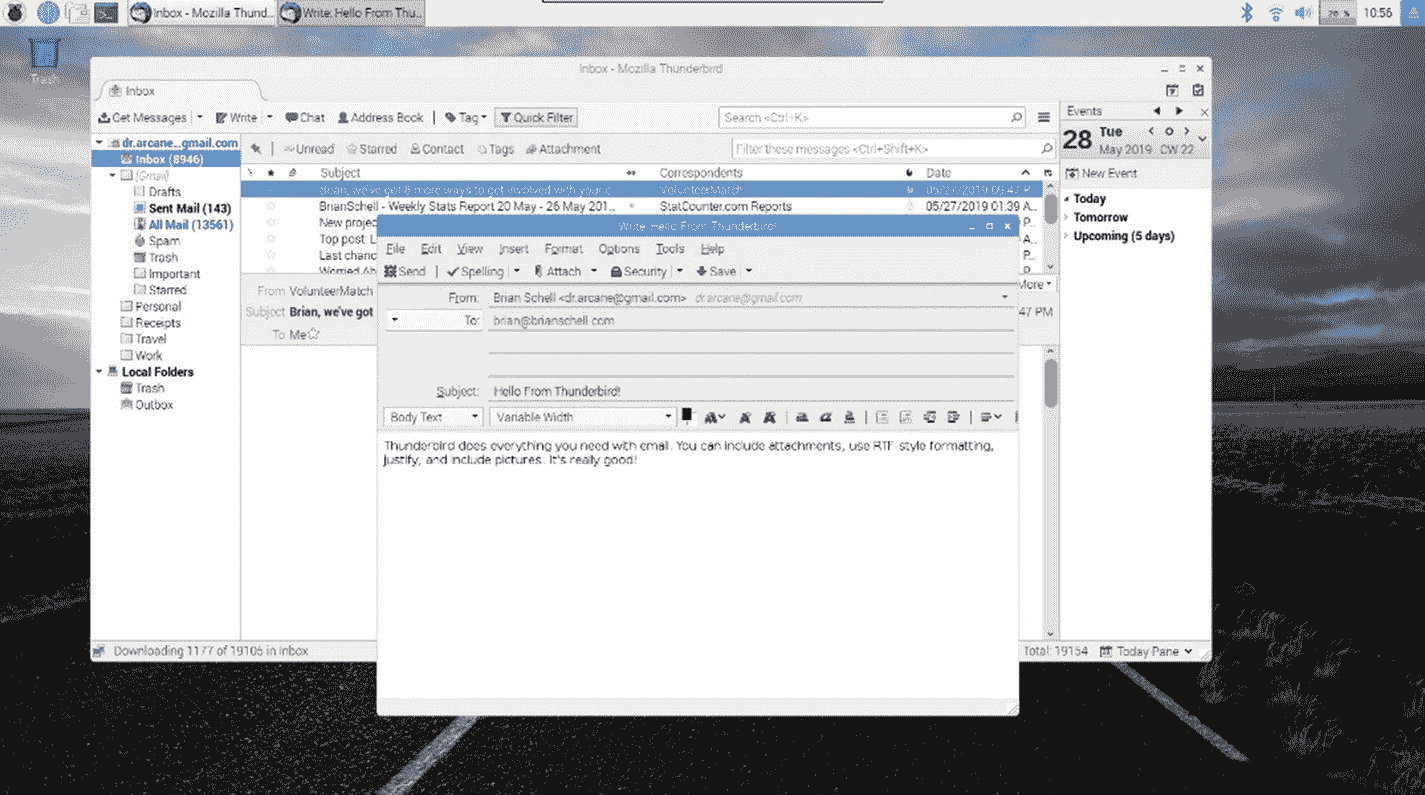 Inbox - Mozilla Thund... Write: Hello From Thu... 10:56
Trash
Inbox - Mozilla Thunderbird
Inbox
Get Messages Write Chat Address Book Tag Quick Filter Search <Ctrl+K>
Events
28 Tue
May 2019 CW 22
New Event
Today
Tomorrow
Upcoming (5 days)
dr.arcane...gmail.com
Inbox (8946)
[Gmail]
Drafts
Sent Mail (143)
All Mail (13561)
Spam
Trash
Important
Starred
Personal
Receipts
Travel
Work
Local Folders
Trash
Outbox
Unread Starred Contact Tags Attachment Filter these messages <Ctrl+Shift+K>
Subject Correspondents Date
we've got 8 more ways to get involved with your c VolunteerMatch 05/27/2019 09:47 P
BrianSchell - Weekly Stats Report 20 May - 26 May 201... StatCounter.com Reports 05/27/2019 01:39 A..
New projec P..
Top post: L A..
Last chanc P..
Worried Ab P..
From VolunteerMatch More
Subject Brian, we've got 47 PM
To Me
Write: Hello From Thunderbird!
File Edit View Insert Format Options Tools Help
Send Spelling Attach Security Save
From: Brian Schell <dr.arcane@gmail.com> dr.arcane@gmail.com
To: brian@brianschell.com
Subject: Hello From Thunderbird!
Body Text Variable Width
Thunderbird does everything you need with email. You can include attachments, use RTF-style formatting,
justify, and include pictures. It's really good!
Downloading 1177 of 19105 in Inbox Total: 19154 Today Pane